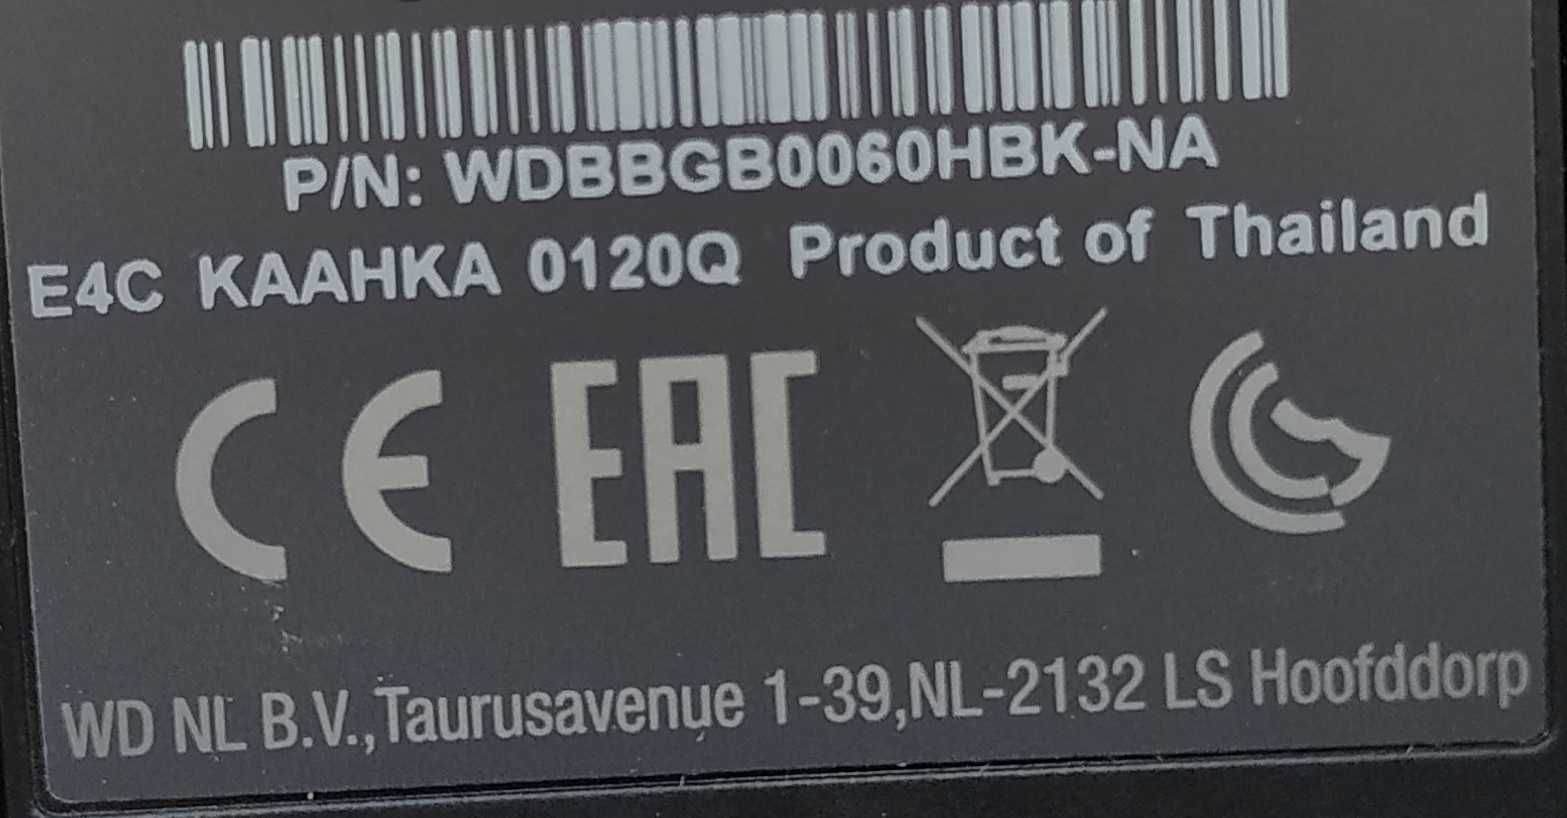 P/N: WDBBGB0060HBK-NA
E4C KAAHKA 0120Q Product of Thailand
CE EAC
WD NL B.V.,Taurusavenue 1-39,NL-2132 LS Hoofddorp